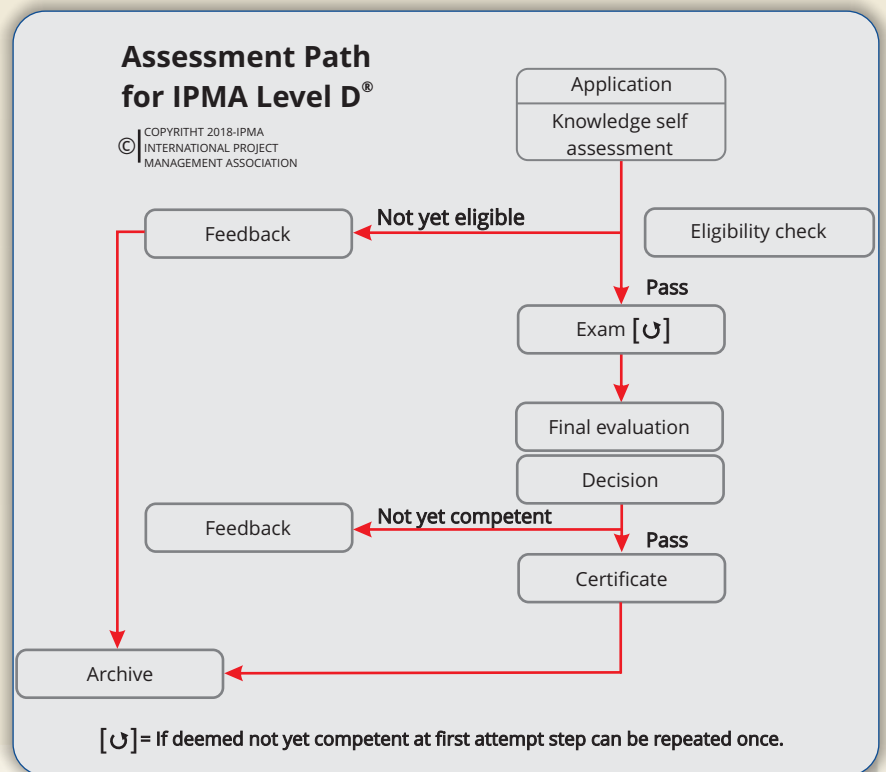 Assessment Path
for IPMA Level D®
©
COPYRITHT 2018-IPMA
INTERNATIONAL PROJECT
MANAGEMENT ASSOCIATION
Application
Knowledge self
assessment
Not yet eligible
Feedback
Eligibility check
Pass
Exam [↺]
Final evaluation
Decision
Not yet competent
Feedback
Pass
Certificate
Archive
[↺]= If deemed not yet competent at first attempt step can be repeated once.